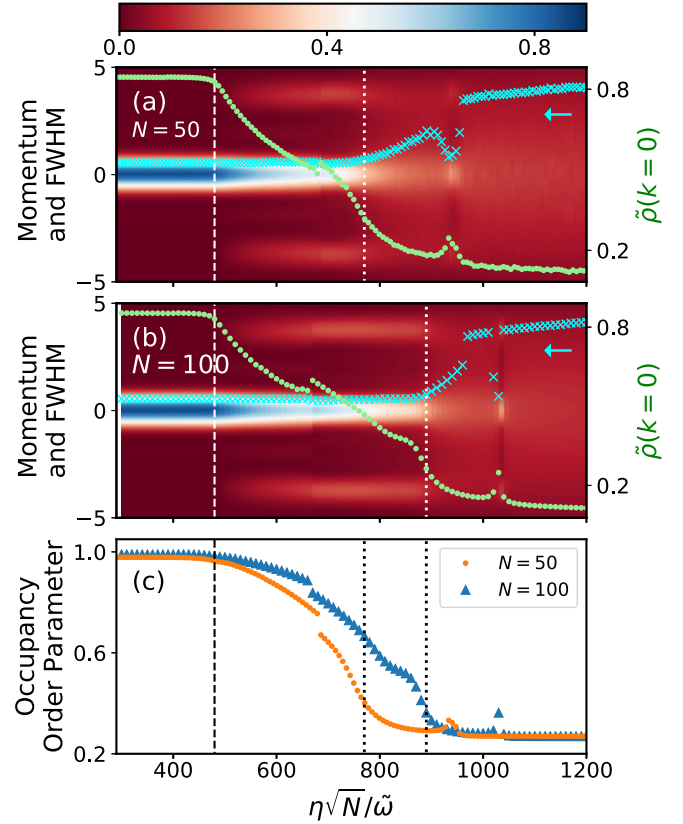 0.0 0.4 0.8
5
0
−5
Momentum
and FWHM
(a)
N = 50
0.8
0.2
ρ̃(k = 0)
5
0
−5
Momentum
and FWHM
(b)
N = 100
0.8
0.2
ρ̃(k = 0)
1.0
0.6
0.2
Occupancy
Order Parameter
(c)
N = 50
N = 100
400 600 800 1000 1200
η√N/ω̃